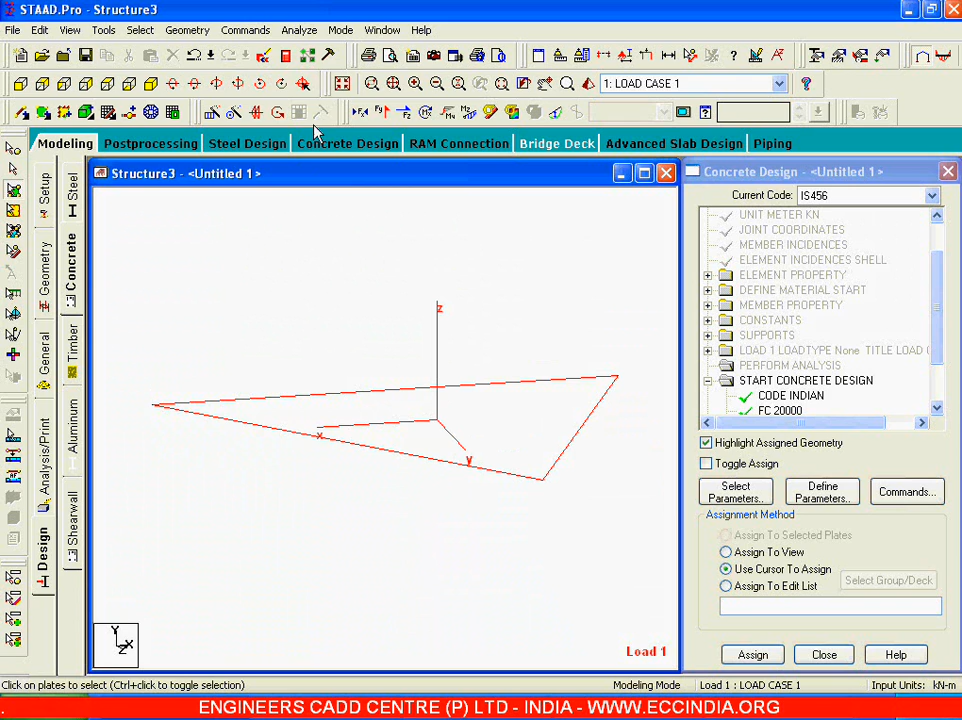 STAAD.Pro - Structure3
File Edit View Tools Select Geometry Commands Analyze Mode Window Help
1: LOAD CASE 1
Modeling Postprocessing Steel Design Concrete Design RAM Connection Bridge Deck Advanced Slab Design Piping
Setup
Geometry
General
Analysis/Print
Design
Steel
Concrete
Timber
Aluminum
Shearwall
Structure3 - <Untitled 1>
z
x
y
Y
X
Z
Load 1
Concrete Design - <Untitled 1>
Current Code: IS456
UNIT METER KN
JOINT COORDINATES
MEMBER INCIDENCES
ELEMENT INCIDENCES SHELL
ELEMENT PROPERTY
DEFINE MATERIAL START
MEMBER PROPERTY
CONSTANTS
SUPPORTS
LOAD 1 LOADTYPE None TITLE LOAD
PERFORM ANALYSIS
START CONCRETE DESIGN
CODE INDIAN
FC 20000
Highlight Assigned Geometry
Toggle Assign
Select Parameters..
Define Parameters..
Commands...
Assignment Method
Assign To Selected Plates
Assign To View
Use Cursor To Assign
Assign To Edit List
Select Group/Deck
Assign Close Help
Click on plates to select (Ctrl+click to toggle selection) Modeling Mode Load 1 : LOAD CASE 1 Input Units: kN-m
. ENGINEERS CADD CENTRE (P) LTD - INDIA - WWW.ECCINDIA.ORG